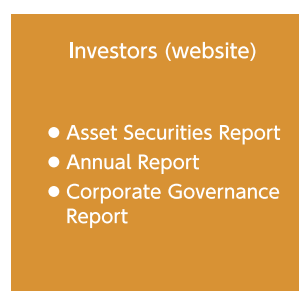 Investors (website)
● Asset Securities Report
● Annual Report
● Corporate Governance
Report